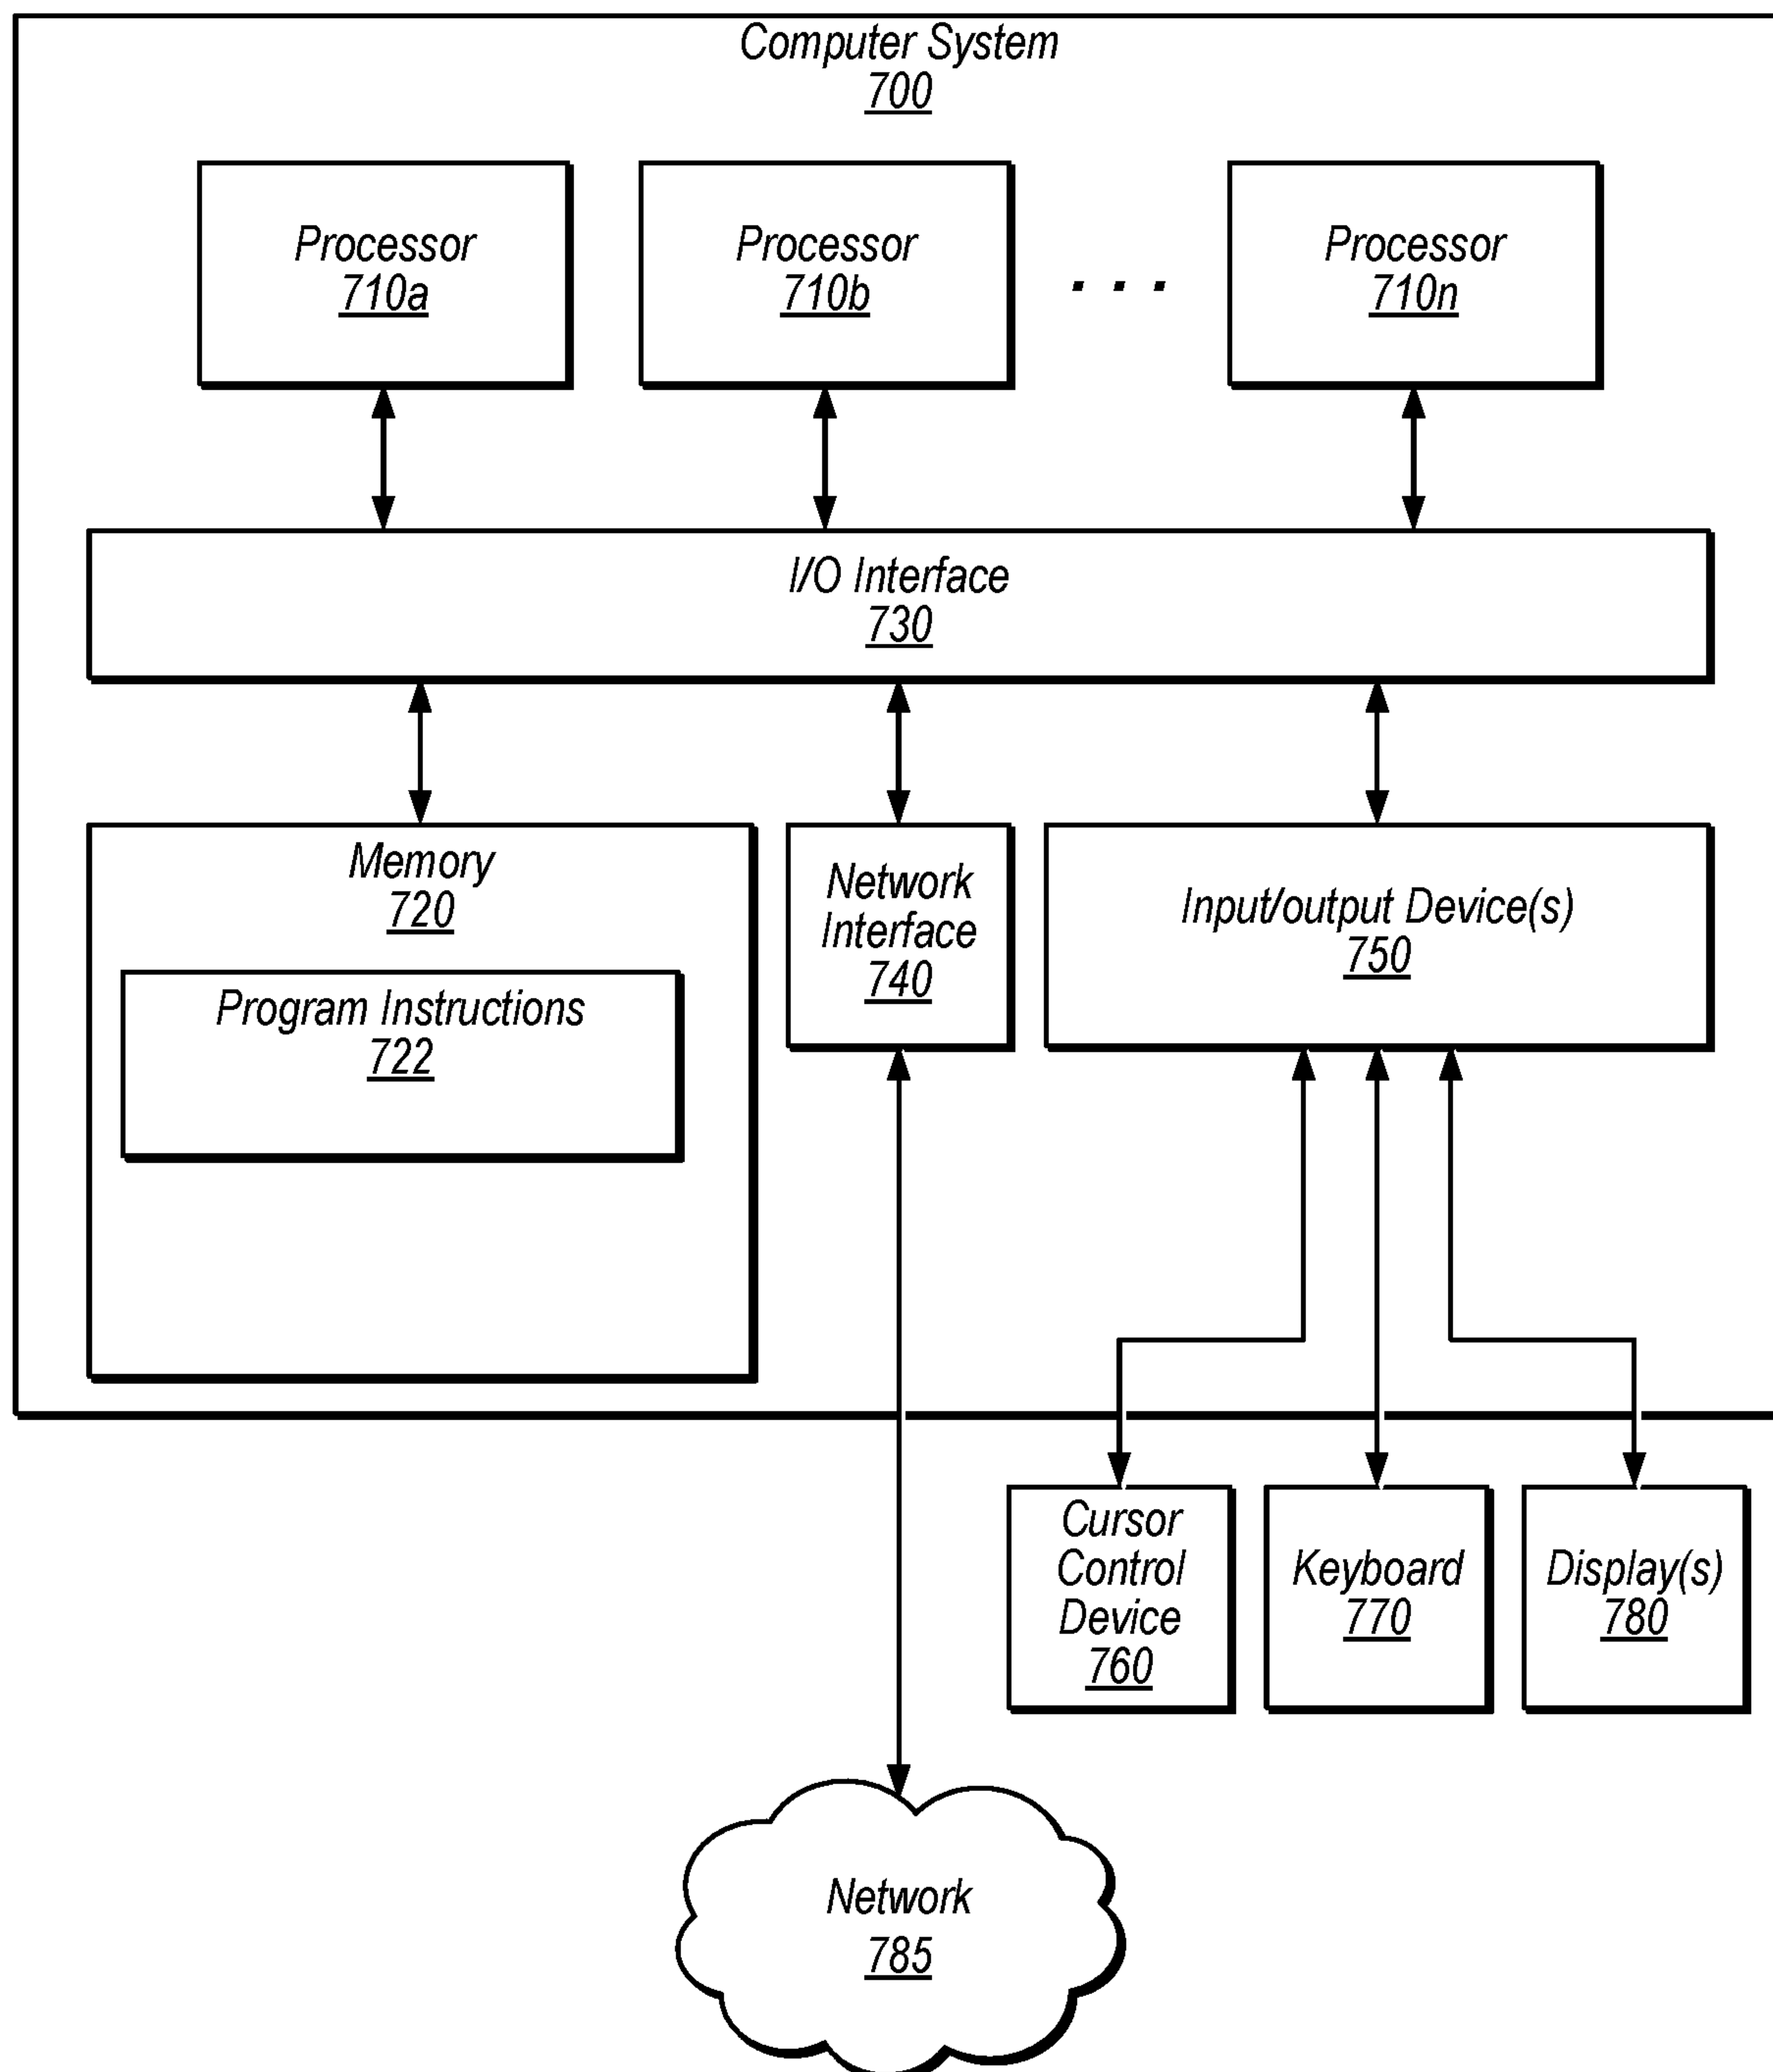 Computer System
700
Processor
710a
Processor
710b
. . .
Processor
710n
I/O Interface
730
Memory
720
Program Instructions
722
Network
Interface
740
Input/output Device(s)
750
Cursor
Control
Device
760
Keyboard
770
Display(s)
780
Network
785